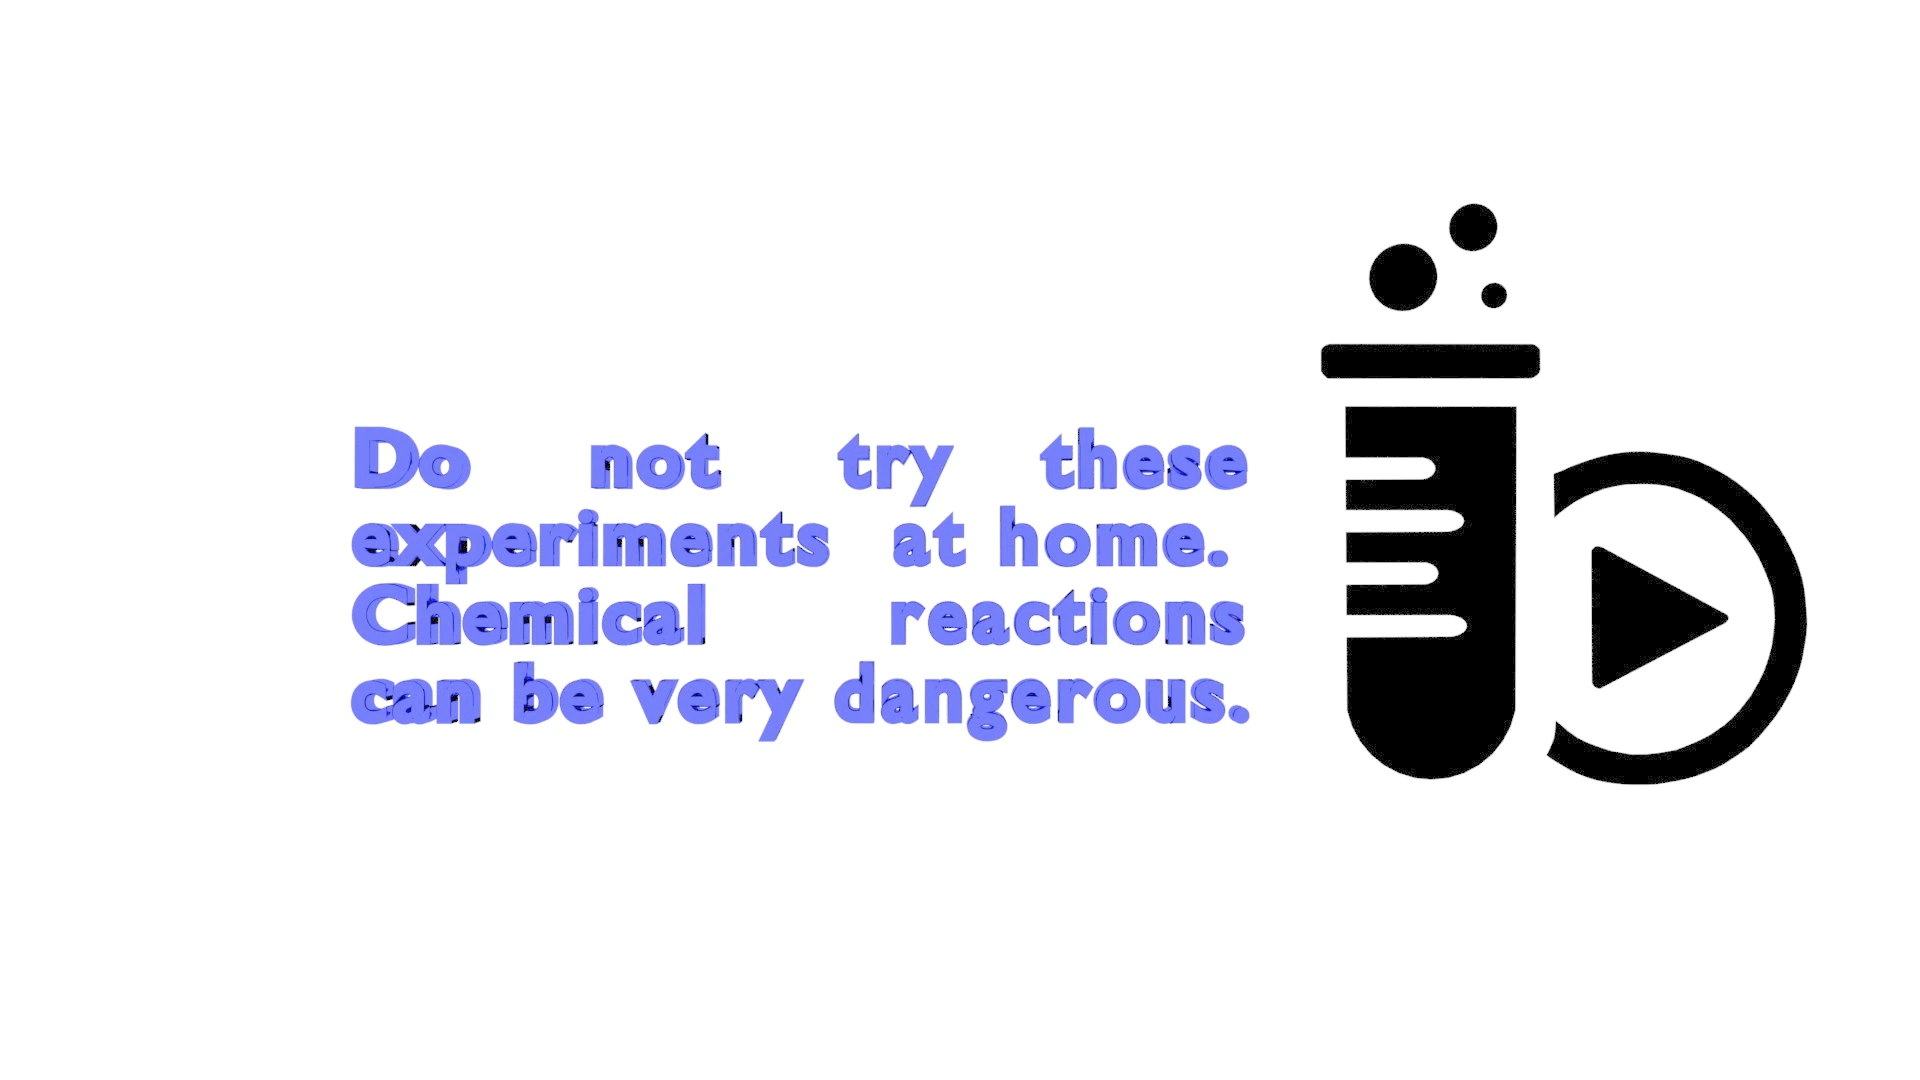 Do not try these
experiments at home.
Chemical reactions
can be very dangerous.